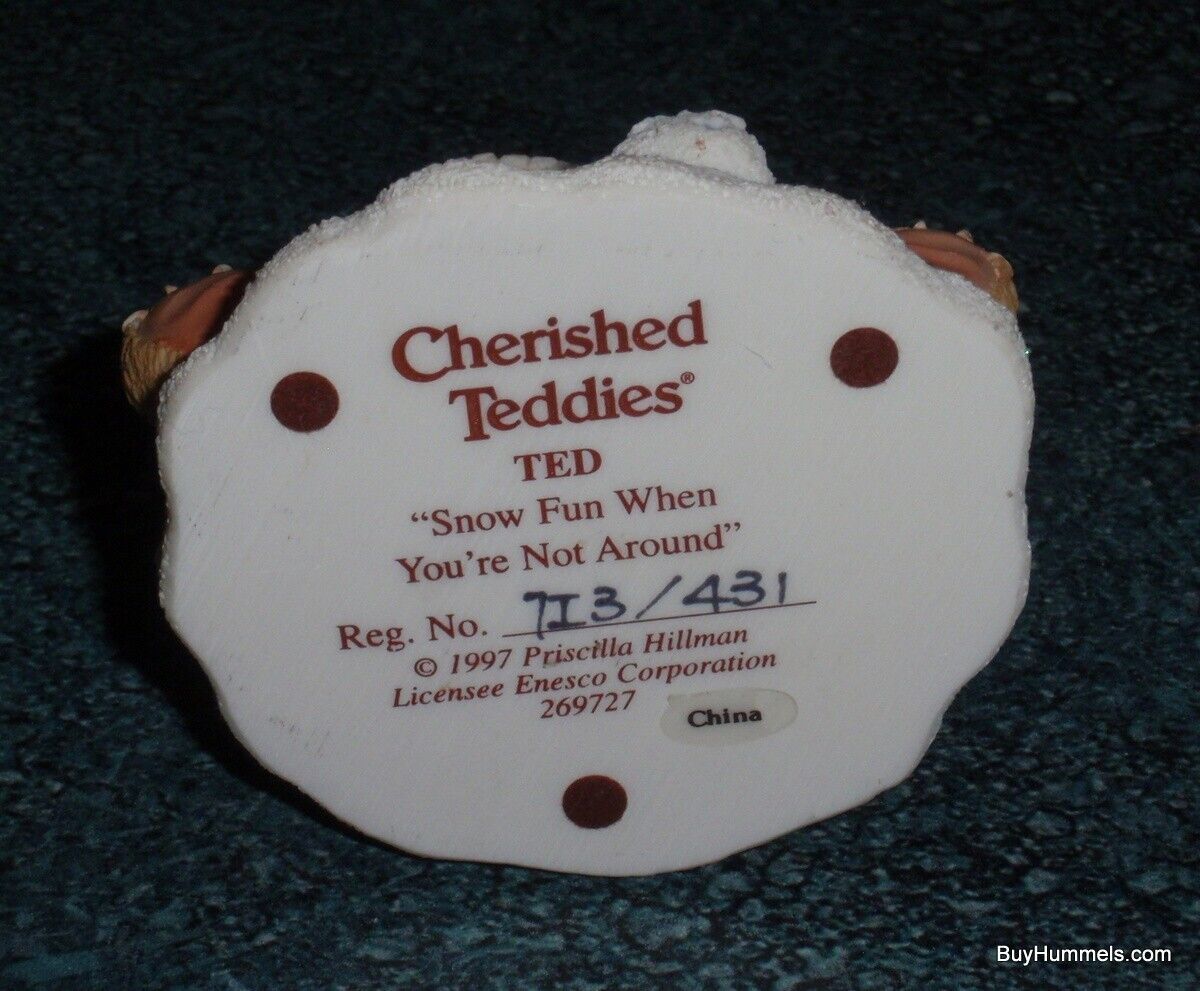 Cherished
Teddies®
TED
“Snow Fun When
You're Not Around”
Reg. No. 7I3/431
© 1997 Priscilla Hillman
Licensee Enesco Corporation
269727
China
BuyHummels.com